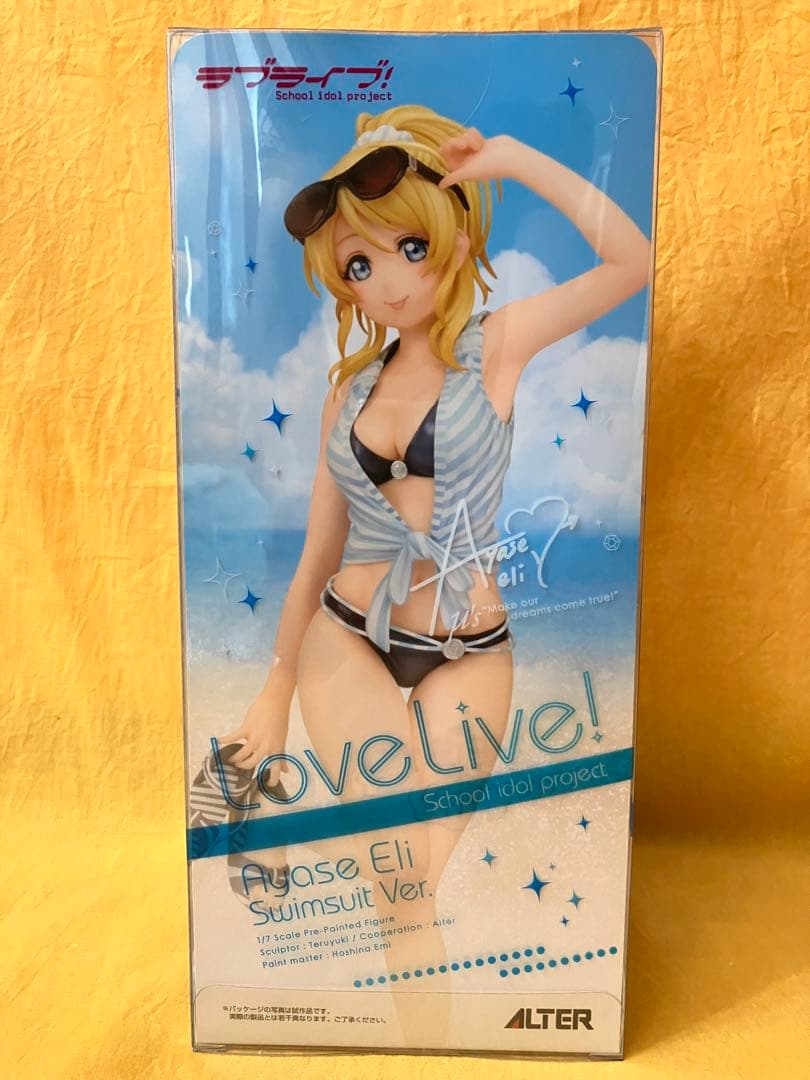 ラブライブ!
School idol project
Ayase
eli
μ's "Make our
dreams come true!"
LoveLive!
School idol project
Ayase Eli
Swimsuit Ver.
1/7 Scale Pre-Painted Figure
Sculptor : Teruyuki / Cooperation : Alter
Paint master : Hoshina Emi
※パッケージの写真は試作品です。
実際の製品とは若干異なります。ご了承ください。
ALTER